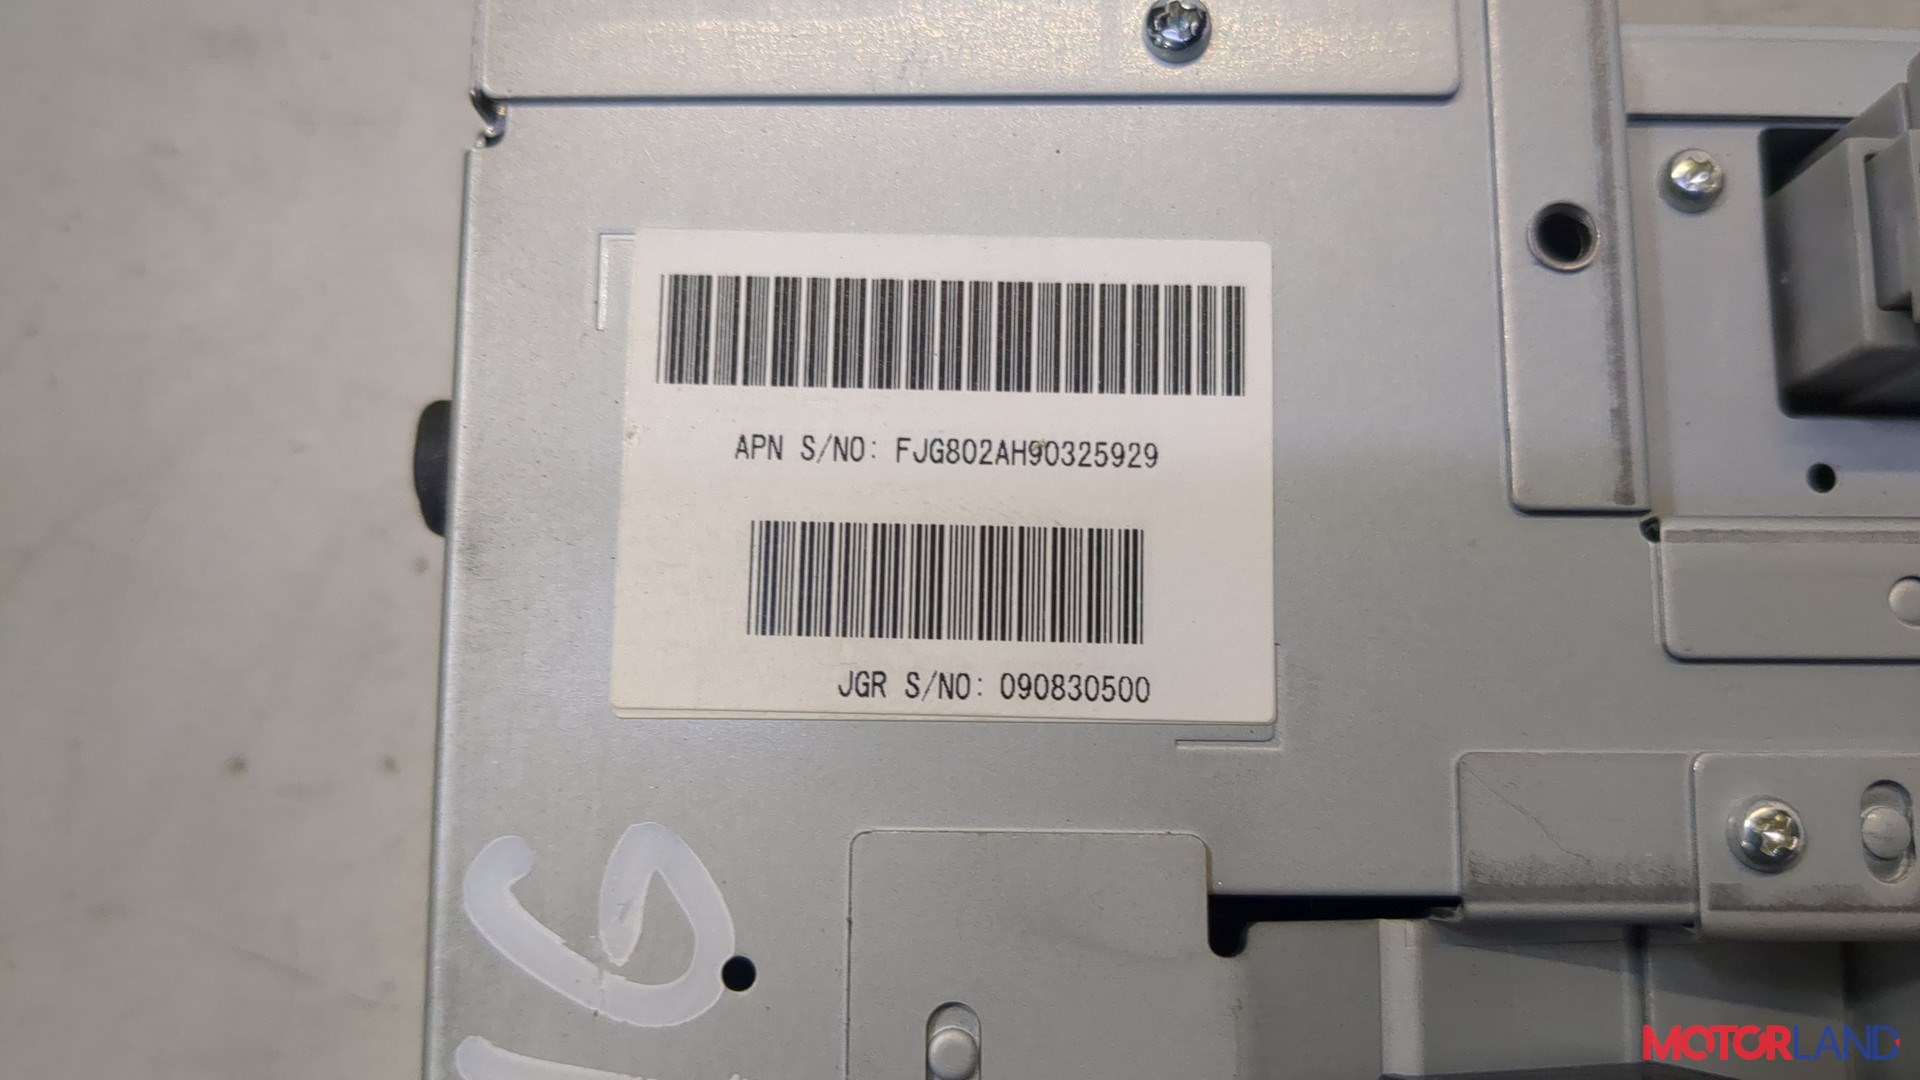 APN S/NO: FJG802AH90325929
JGR S/NO: 090830500
MOTORLAND